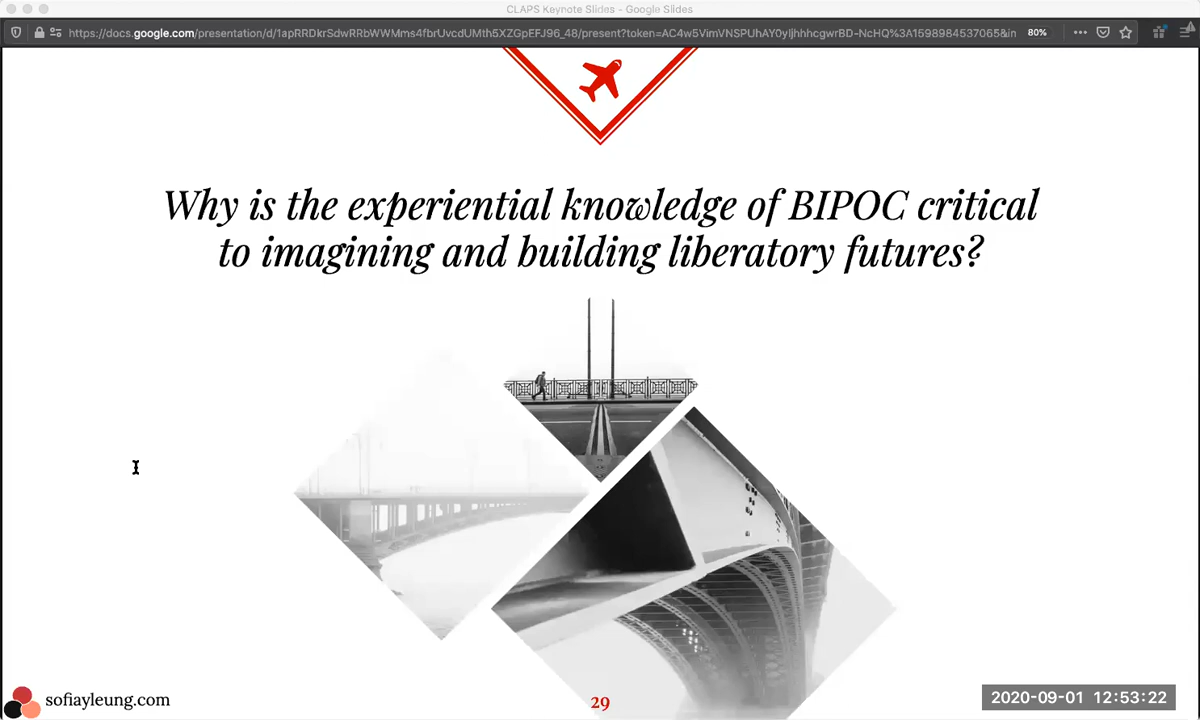 CLAPS Keynote Slides - Google Slides
https://docs.google.com/presentation/d/1apRRDkrSdwRRbWWMms4fbrUvcdUMth5XZGpEFJ96_48/present?token=AC4w5VimVNSPUhAY0yljhhhcgwrBD-NcHQ%3A1598984537065&in 80%
Why is the experiential knowledge of BIPOC critical
to imagining and building liberatory futures?
sofiayleung.com
29
2020-09-01 12:53:22